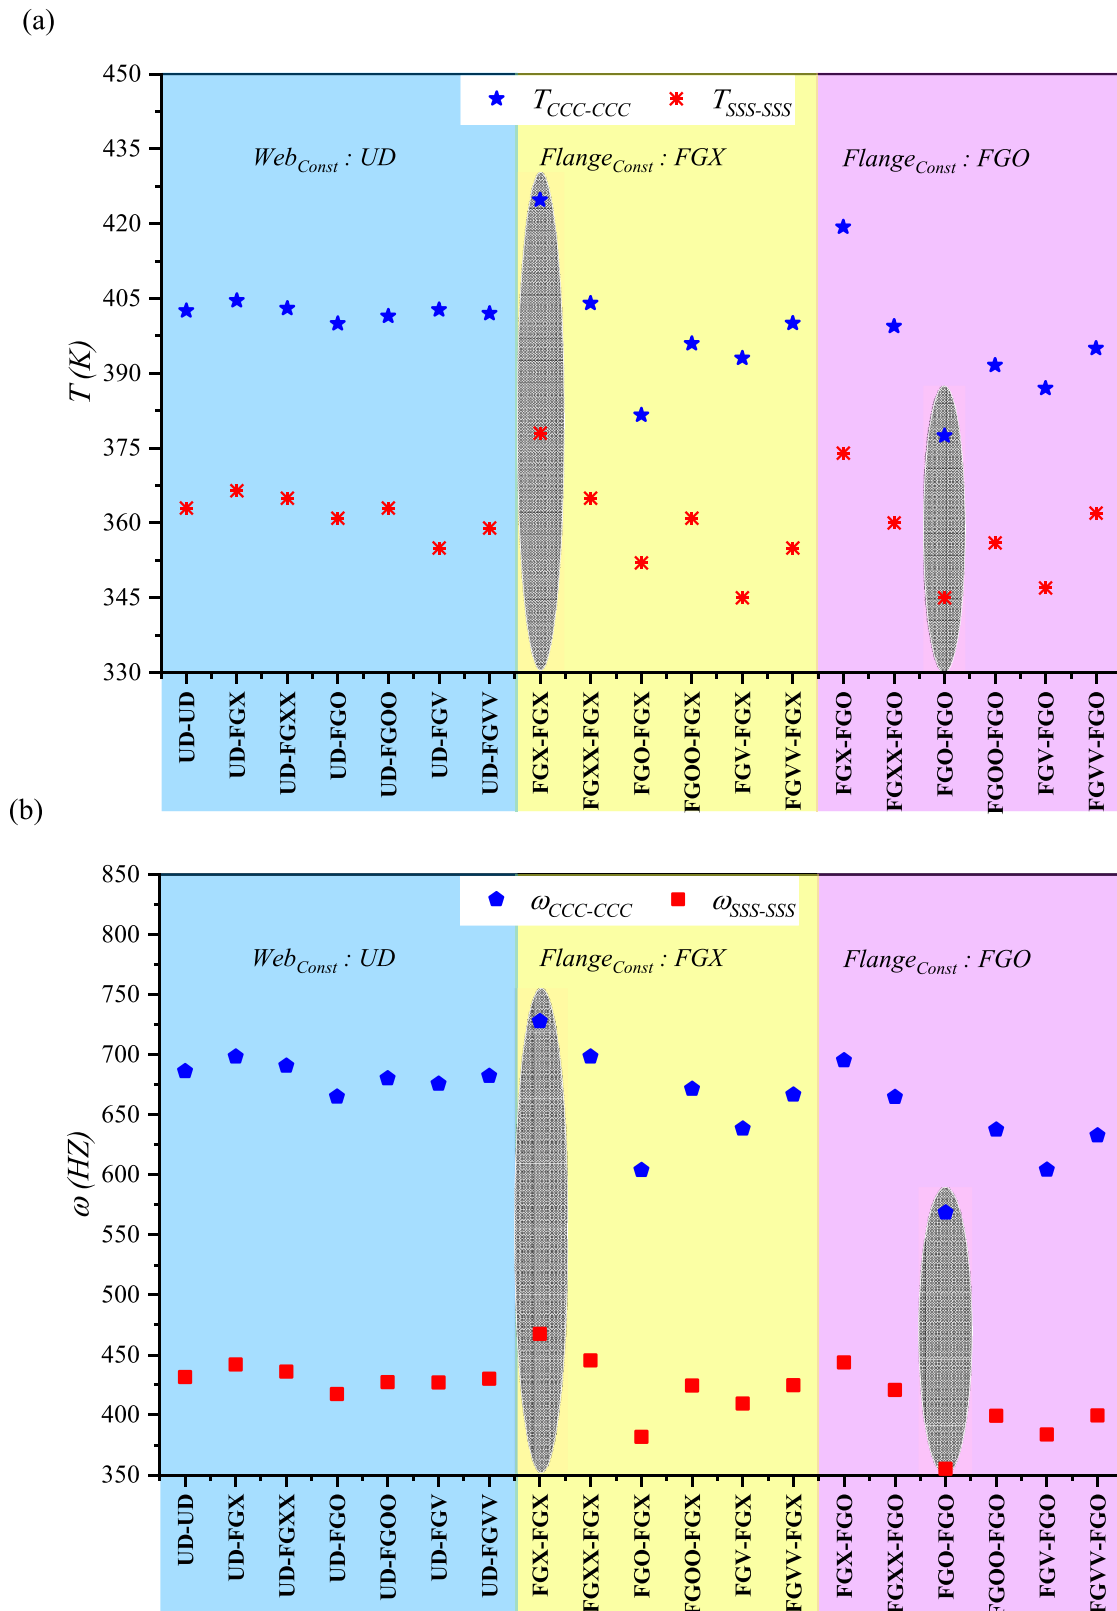 (a)
450
435
420
405
390
375
360
345
330
T (K)
T_CCC-CCC T_SSS-SSS
Web_Const : UD
Flange_Const : FGX
Flange_Const : FGO
UD-UD
UD-FGX
UD-FGXX
UD-FGO
UD-FGOO
UD-FGV
UD-FGVV
FGX-FGX
FGXX-FGX
FGO-FGX
FGOO-FGX
FGV-FGX
FGVV-FGX
FGX-FGO
FGXX-FGO
FGO-FGO
FGOO-FGO
FGV-FGO
FGVV-FGO
(b)
850
800
750
700
650
600
550
500
450
400
350
ω (HZ)
ω_CCC-CCC ω_SSS-SSS
Web_Const : UD
Flange_Const : FGX
Flange_Const : FGO
UD-UD
UD-FGX
UD-FGXX
UD-FGO
UD-FGOO
UD-FGV
UD-FGVV
FGX-FGX
FGXX-FGX
FGO-FGX
FGOO-FGX
FGV-FGX
FGVV-FGX
FGX-FGO
FGXX-FGO
FGO-FGO
FGOO-FGO
FGV-FGO
FGVV-FGO